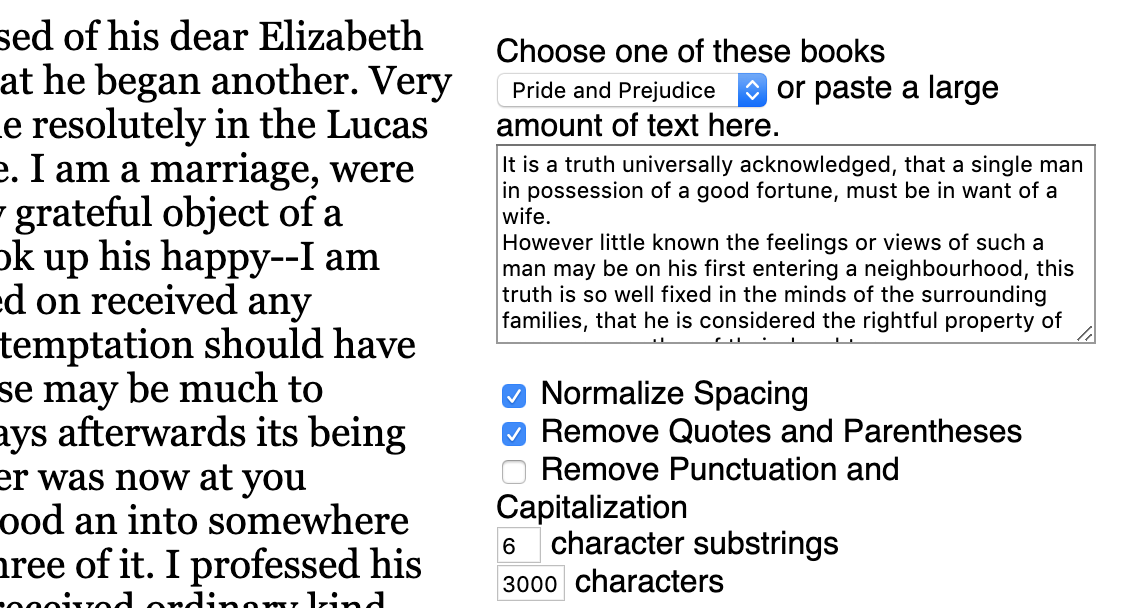 sed of his dear Elizabeth
at he began another. Very
e resolutely in the Lucas
e. I am a marriage, were
grateful object of a
ok up his happy--I am
ed on received any
temptation should have
se may be much to
ays afterwards its being
er was now at you
ood an into somewhere
hree of it. I professed his
received ordinary kind
Choose one of these books
Pride and Prejudice or paste a large
amount of text here.
It is a truth universally acknowledged, that a single man
in possession of a good fortune, must be in want of a
wife.
However little known the feelings or views of such a
man may be on his first entering a neighbourhood, this
truth is so well fixed in the minds of the surrounding
families, that he is considered the rightful property of
Normalize Spacing
Remove Quotes and Parentheses
Remove Punctuation and
Capitalization
6 character substrings
3000 characters